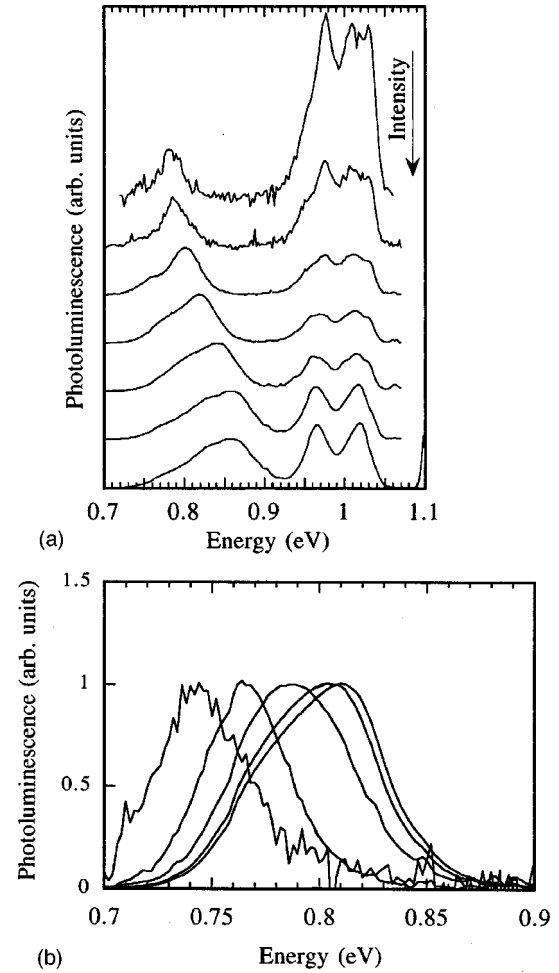 Photoluminescence (arb. units)
Intensity
0.7 0.8 0.9 1 1.1
(a)
Energy (eV)
Photoluminescence (arb. units)
1.5
1
0.5
0
0.7 0.75 0.8 0.85 0.9
(b)
Energy (eV)